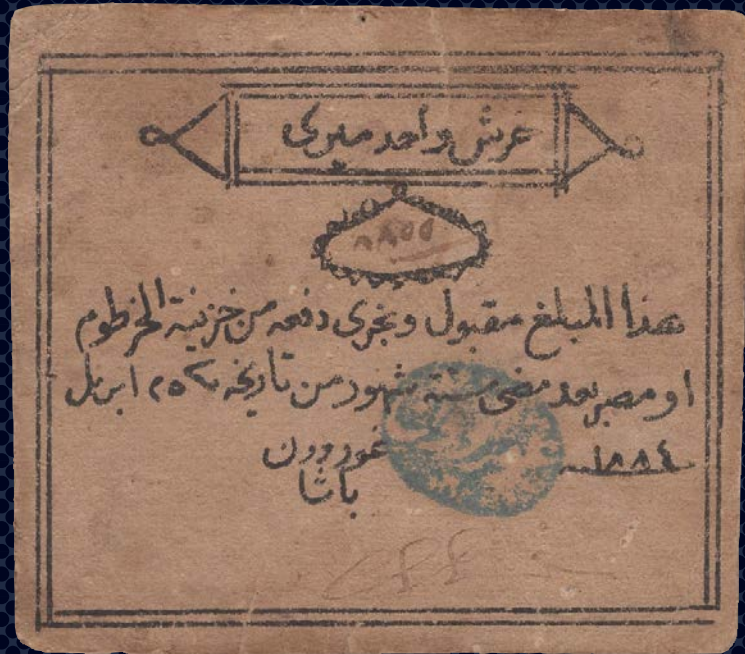 غرش واحد ميرى
هذا المبلغ مقبول ويجرى دفعه من خزينة الخرطوم
او مصر بعد مضى ستة شهور من تاريخه ٢٥ ابريل
١٨٨٤
غوردون
باشا